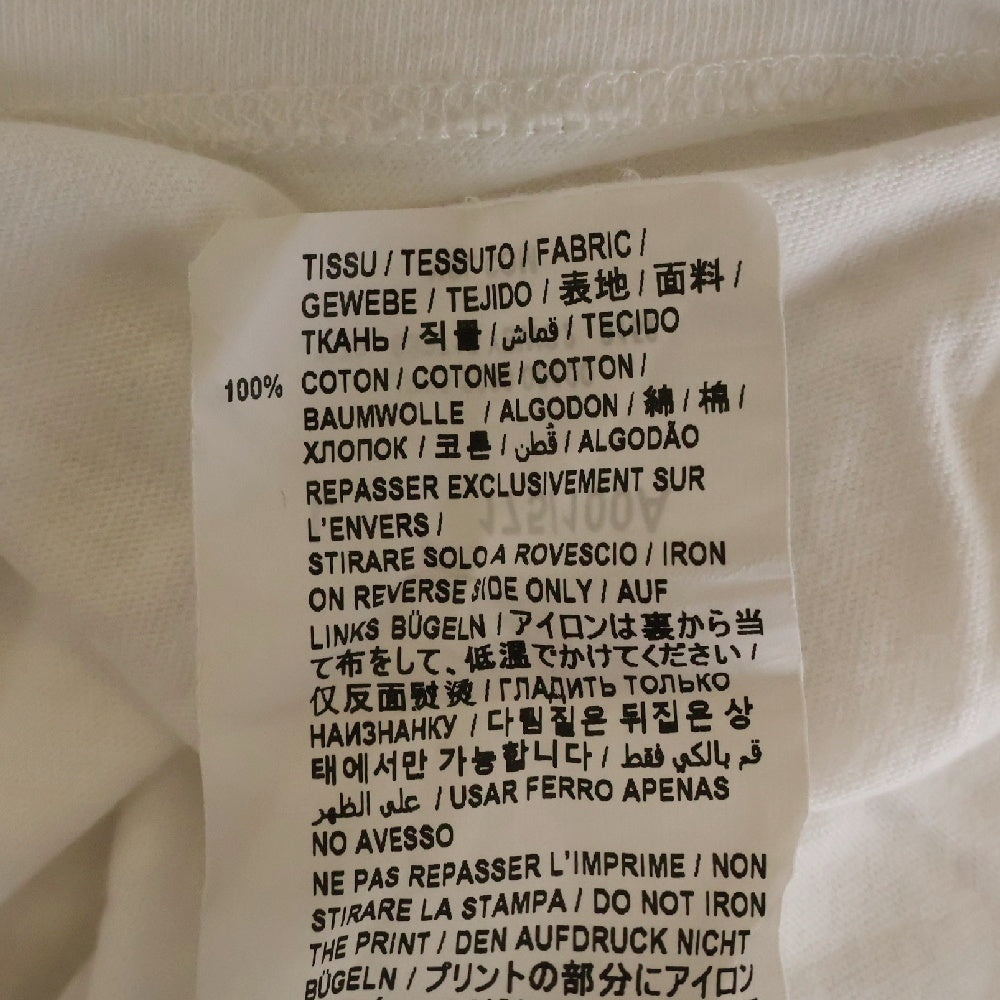 TISSU / TESSUTO / FABRIC /
GEWEBE / TEJIDO / 表地 / 面料 /
ТКАНЬ / 직물 / قماش / TECIDO
100% COTON / COTONE / COTTON /
BAUMWOLLE / ALGODON / 綿 / 棉 /
ХЛОПОК / 코튼 / قُطن / ALGODÃO
REPASSER EXCLUSIVEMENT SUR
L'ENVERS /
STIRARE SOLO A ROVESCIO / IRON
ON REVERSE SIDE ONLY / AUF
LINKS BÜGELN / アイロンは裏から当
て布をして、低温でかけてください /
仅反面熨烫 / ГЛАДИТЬ ТОЛЬКО
НАИЗНАНКУ / 다림질은 뒤집은 상
태에서만 가능합니다 / قم بالكي فقط
على الظهر / USAR FERRO APENAS
NO AVESSO
NE PAS REPASSER L'IMPRIME / NON
STIRARE LA STAMPA / DO NOT IRON
THE PRINT / DEN AUFDRUCK NICHT
BÜGELN / プリントの部分にアイロン
175/100A